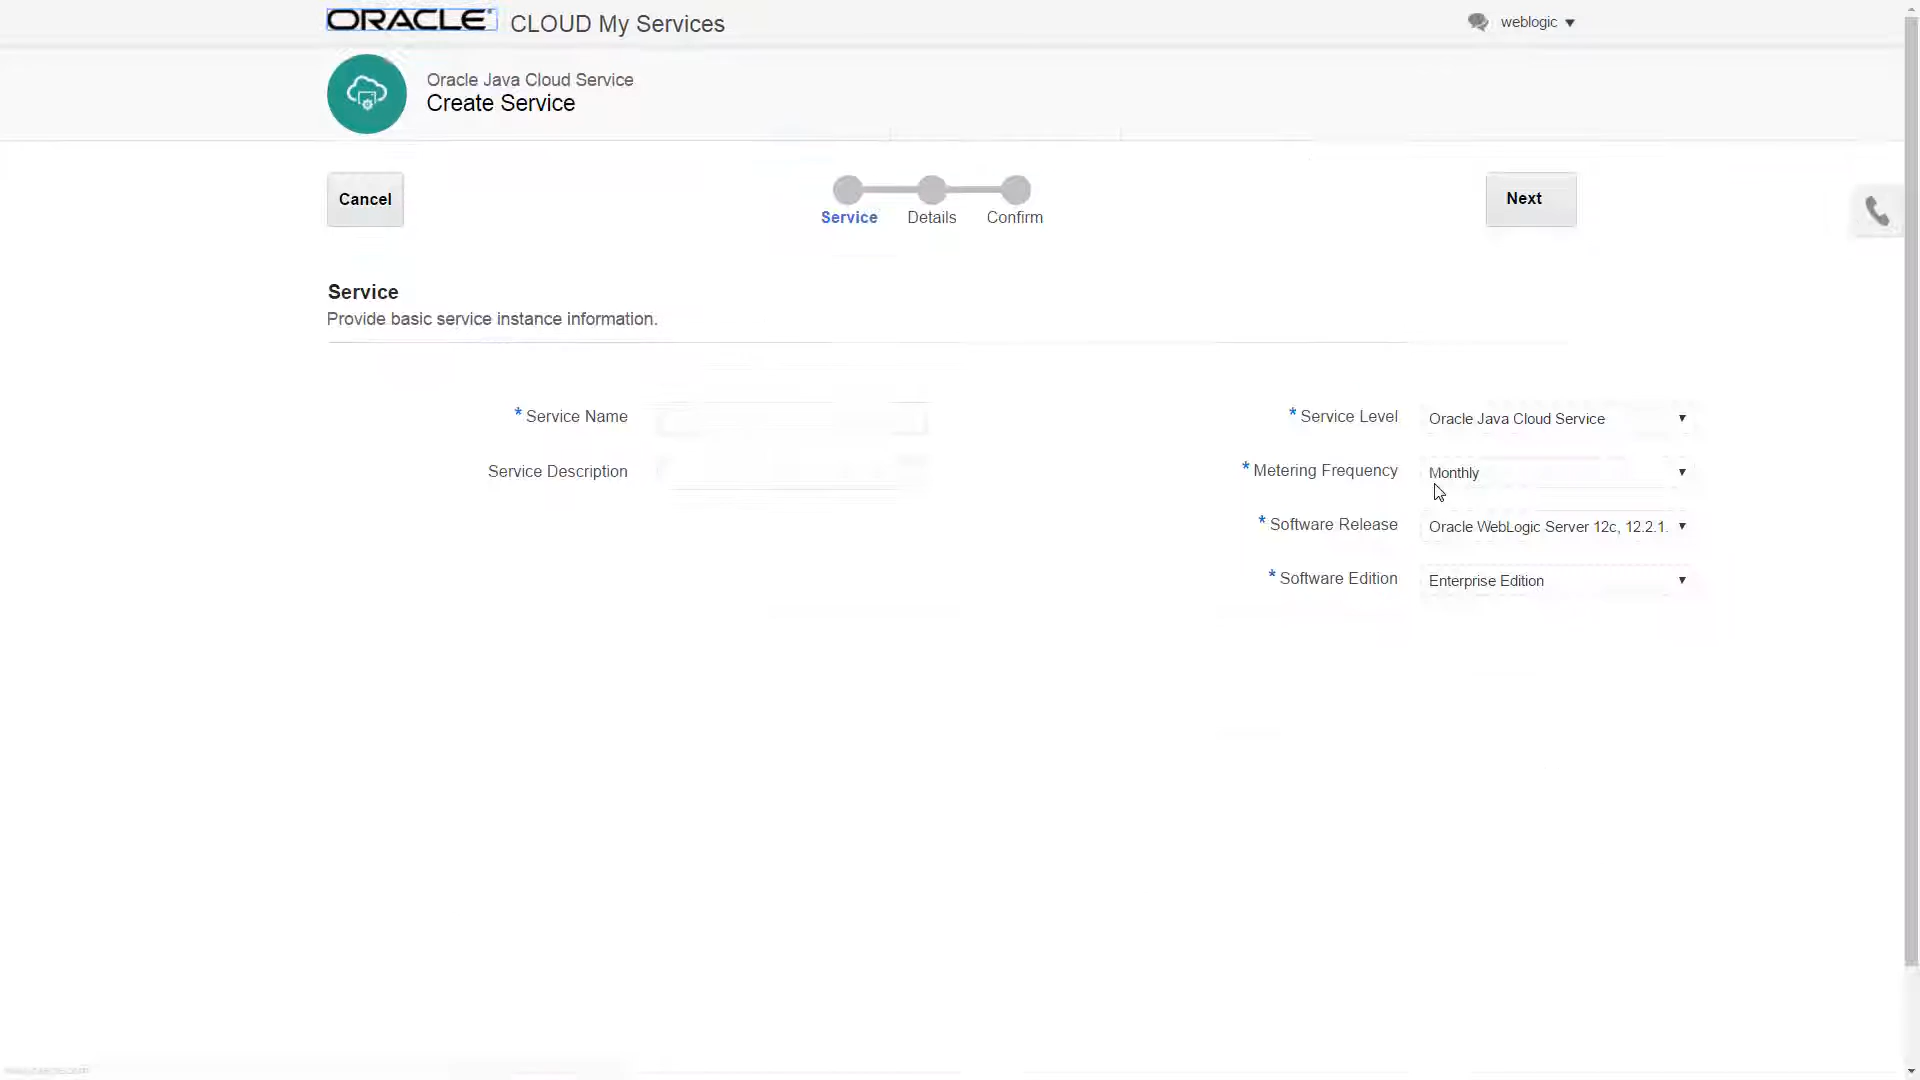 ORACLE CLOUD My Services
weblogic
Oracle Java Cloud Service
Create Service
Cancel
Service
Details
Confirm
Next
Service
Provide basic service instance information.
* Service Name
Service Description
* Service Level
Oracle Java Cloud Service
* Metering Frequency
Monthly
* Software Release
Oracle WebLogic Server 12c, 12.2.1.
* Software Edition
Enterprise Edition